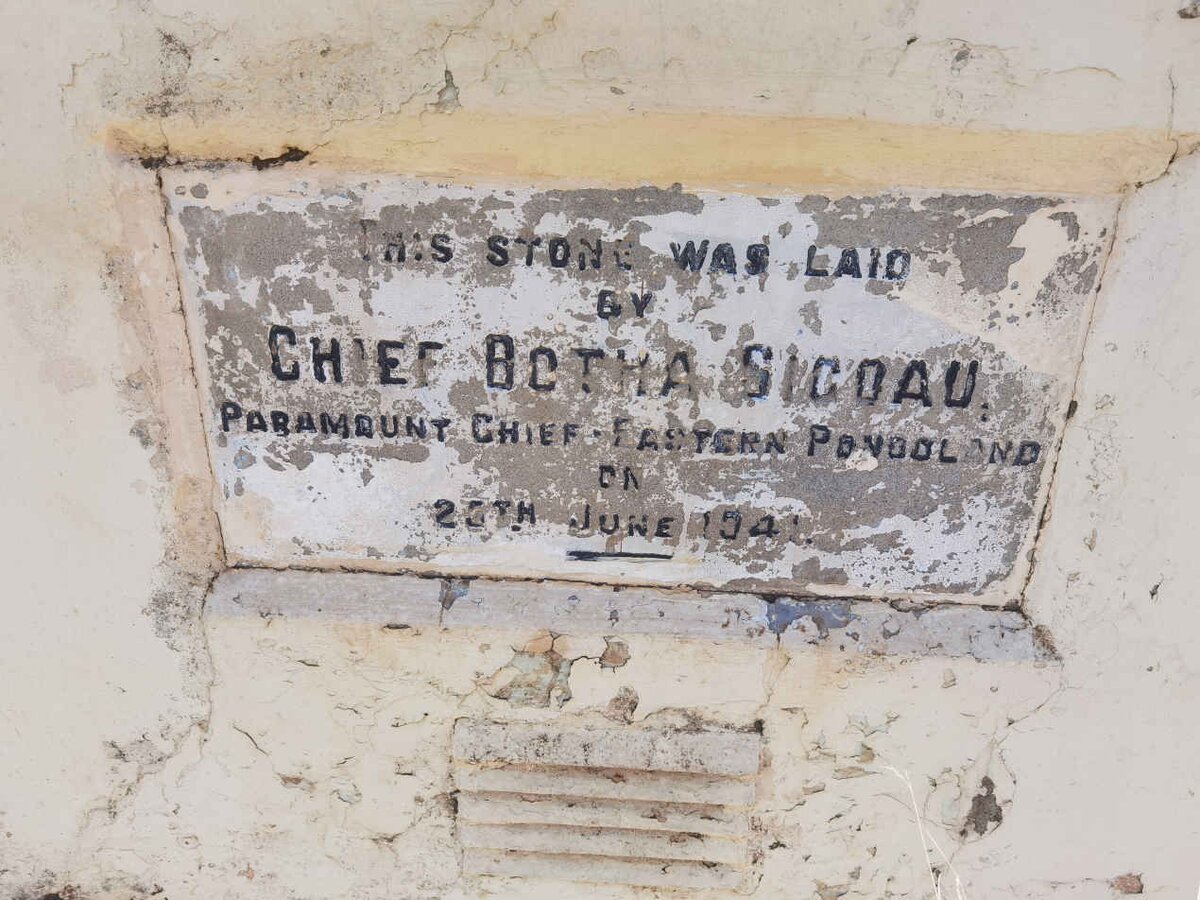 THIS STONE WAS LAID
BY
CHIEF BOTHA SIGCAU.
PARAMOUNT CHIEF - EASTERN PONDOLAND
ON
JUNE 1941.